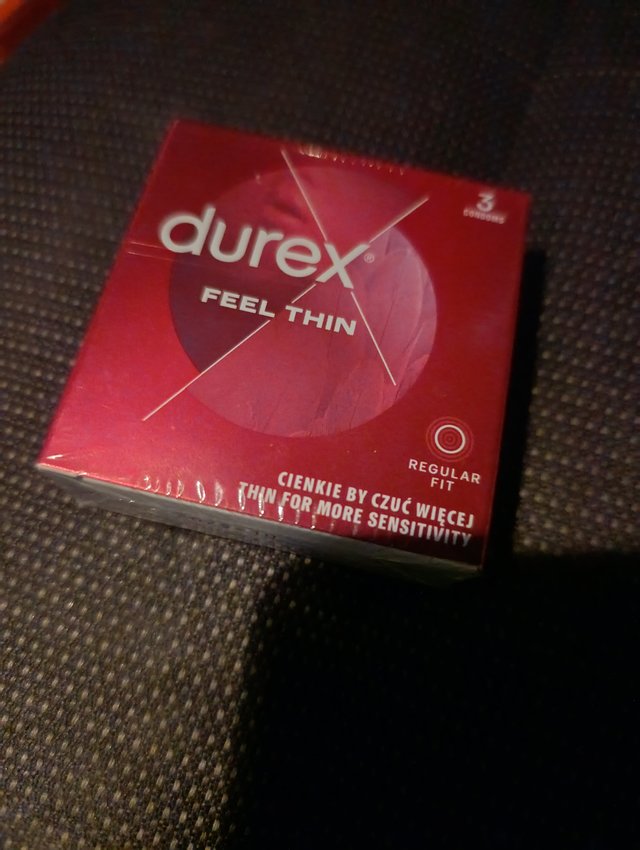 durex®
3
CONDOMS
FEEL THIN
REGULAR
FIT
CIENKIE BY CZUĆ WIĘCEJ
THIN FOR MORE SENSITIVITY